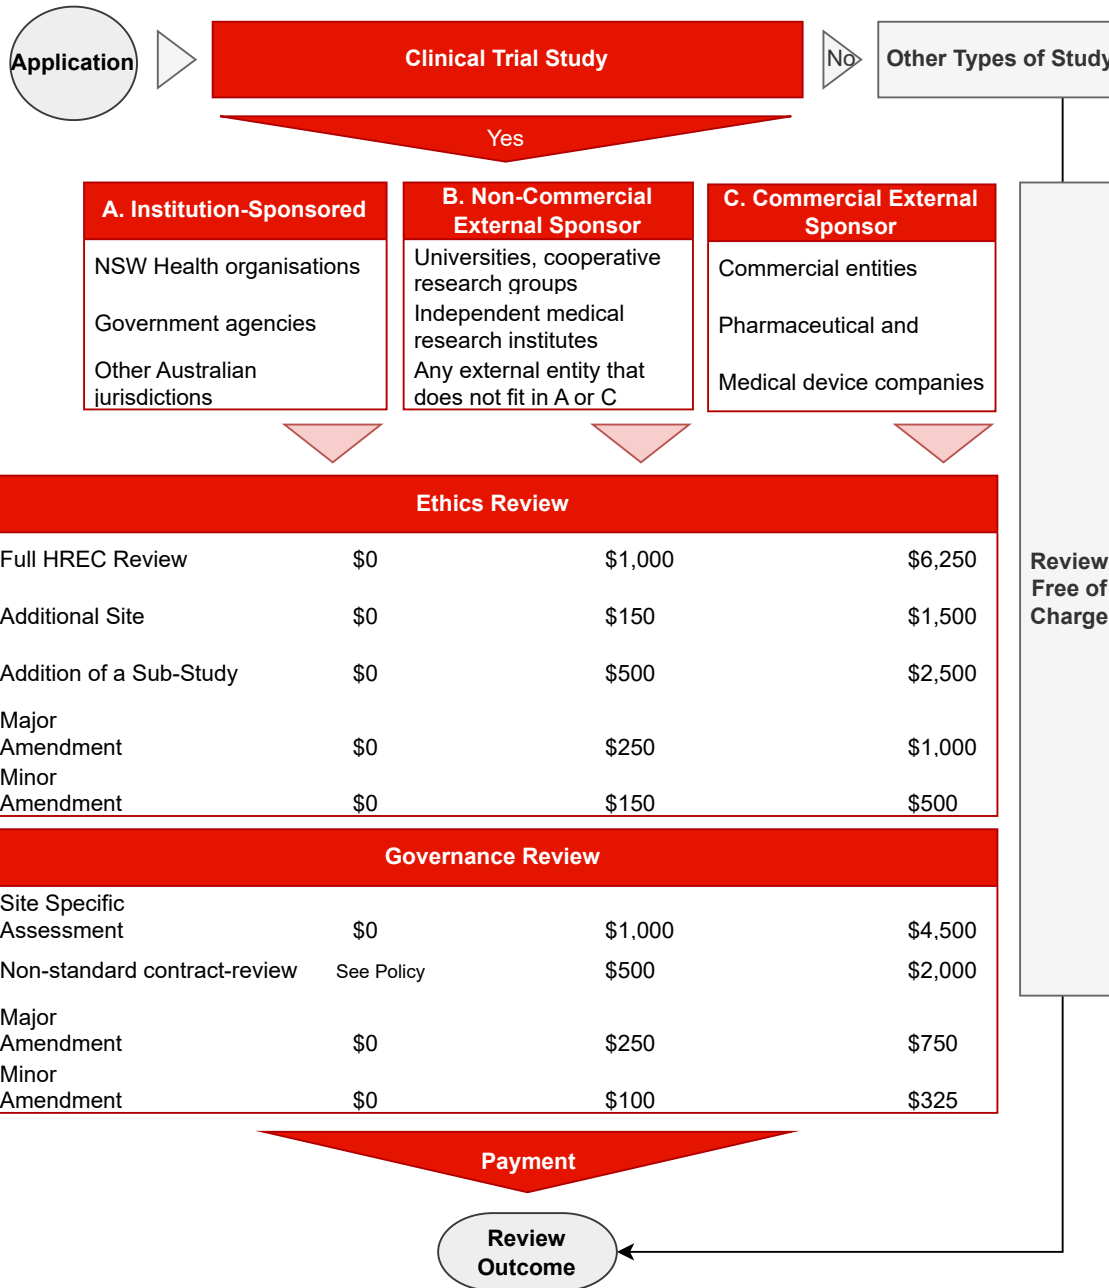 Application
Clinical Trial Study
No
Other Types of Study
Yes
A. Institution-Sponsored
NSW Health organisations
Government agencies
Other Australian
jurisdictions
B. Non-Commercial
External Sponsor
Universities, cooperative
research groups
Independent medical
research institutes
Any external entity that
does not fit in A or C
C. Commercial External
Sponsor
Commercial entities
Pharmaceutical and
Medical device companies
Ethics Review
Full HREC Review $0 $1,000 $6,250
Additional Site $0 $150 $1,500
Addition of a Sub-Study $0 $500 $2,500
Major
Amendment $0 $250 $1,000
Minor
Amendment $0 $150 $500
Review
Free of
Charge
Governance Review
Site Specific
Assessment $0 $1,000 $4,500
Non-standard contract-review See Policy $500 $2,000
Major
Amendment $0 $250 $750
Minor
Amendment $0 $100 $325
Payment
Review
Outcome